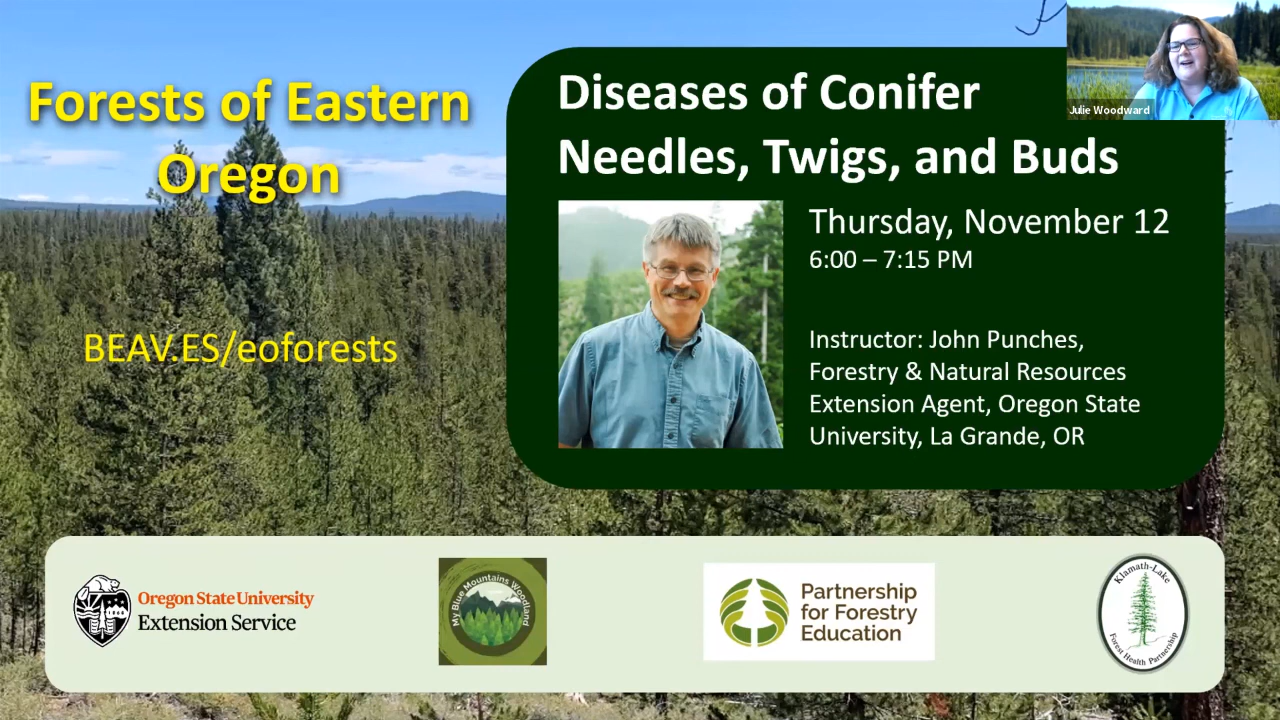 Forests of Eastern
Oregon
BEAV.ES/eoforests
Diseases of Conifer
Needles, Twigs, and Buds
Thursday, November 12
6:00 – 7:15 PM
Instructor: John Punches,
Forestry & Natural Resources
Extension Agent, Oregon State
University, La Grande, OR
Julie Woodward
Oregon State University
Extension Service
My Blue Mountains Woodland
Partnership
for Forestry
Education
Klamath-Lake
Forest Health Partnership